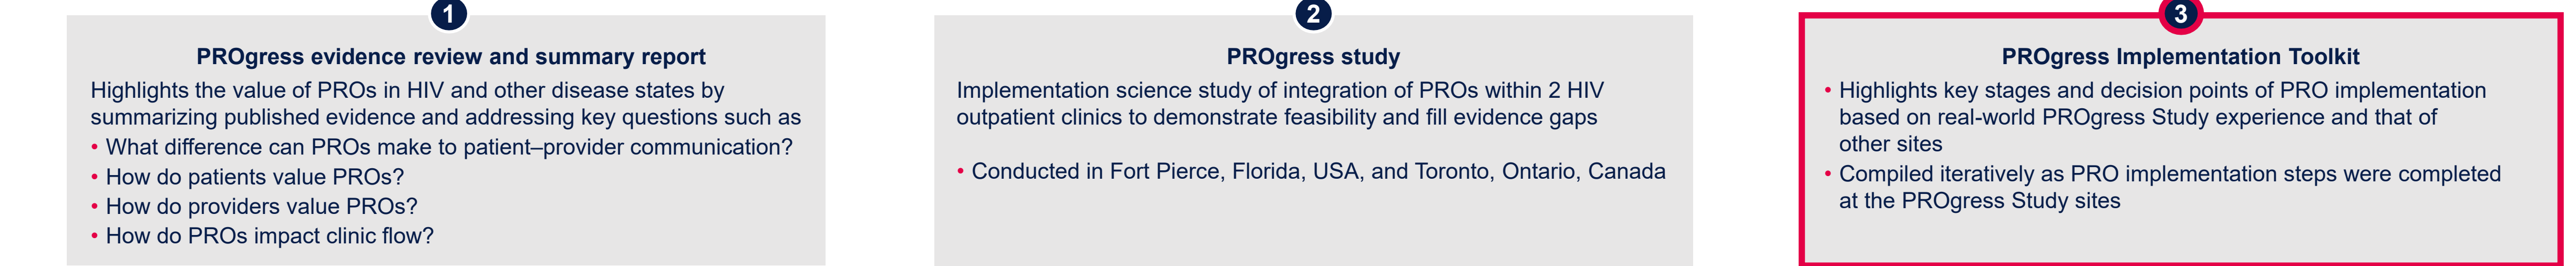 1
PROgress evidence review and summary report
Highlights the value of PROs in HIV and other disease states by
summarizing published evidence and addressing key questions such as
• What difference can PROs make to patient–provider communication?
• How do patients value PROs?
• How do providers value PROs?
• How do PROs impact clinic flow?
2
PROgress study
Implementation science study of integration of PROs within 2 HIV
outpatient clinics to demonstrate feasibility and fill evidence gaps
• Conducted in Fort Pierce, Florida, USA, and Toronto, Ontario, Canada
3
PROgress Implementation Toolkit
• Highlights key stages and decision points of PRO implementation
based on real-world PROgress Study experience and that of
other sites
• Compiled iteratively as PRO implementation steps were completed
at the PROgress Study sites